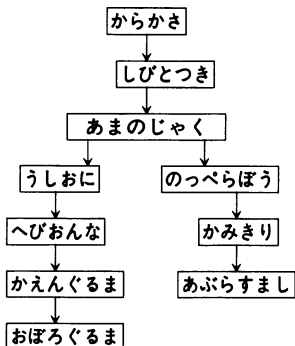 からかさ
しびとつき
あまのじゃく
うしおに
のっぺらぼう
へびおんな
かみきり
かえんぐるま
あぶらすまし
おぼろぐるま